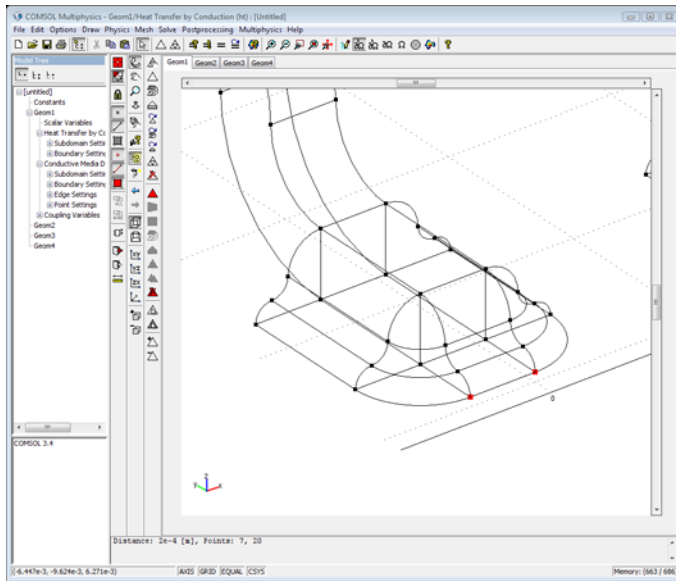 COMSOL Multiphysics - Geom1/Heat Transfer by Conduction (ht) : [Untitled]
File Edit Options Draw Physics Mesh Solve Postprocessing Multiphysics Help
Model Tree
Geom1 Geom2 Geom3 Geom4
[untitled]
Constants
Geom1
Scalar Variables
Heat Transfer by Co
Subdomain Setti
Boundary Setting
Conductive Media D
Subdomain Setti
Boundary Setting
Edge Settings
Point Settings
Coupling Variables
Geom2
Geom3
Geom4
0
COMSOL 3.4
z
y
x
Distance: 2e-4 [m], Points: 7, 20
(-6.447e-3, -9.624e-3, 6.271e-3)
AXIS GRID EQUAL CSYS
Memory: (663 / 686